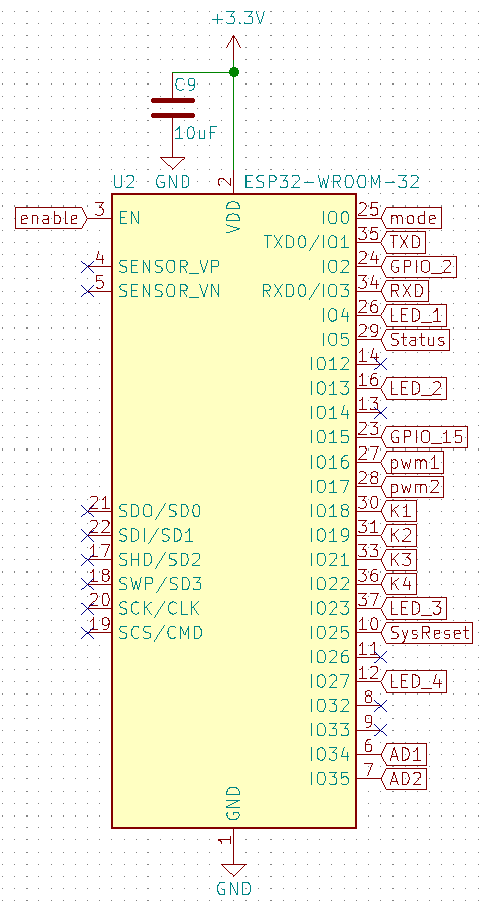 +3.3V
C9
10uF
GND
U2
ESP32-WROOM-32
2
VDD
enable 3 EN
IO0 25 mode
TXD0/IO1 35 TXD
4 SENSOR_VP
IO2 24 GPIO_2
5 SENSOR_VN
RXD0/IO3 34 RXD
IO4 26 LED_1
IO5 29 Status
IO12 14
IO13 16 LED_2
IO14 13
IO15 23 GPIO_15
IO16 27 pwm1
IO17 28 pwm2
21 SDO/SD0
IO18 30 K1
22 SDI/SD1
IO19 31 K2
17 SHD/SD2
IO21 33 K3
18 SWP/SD3
IO22 36 K4
20 SCK/CLK
IO23 37 LED_3
19 SCS/CMD
IO25 10 SysReset
IO26 11
IO27 12 LED_4
IO32 8
IO33 9
IO34 6 AD1
IO35 7 AD2
GND
1
GND